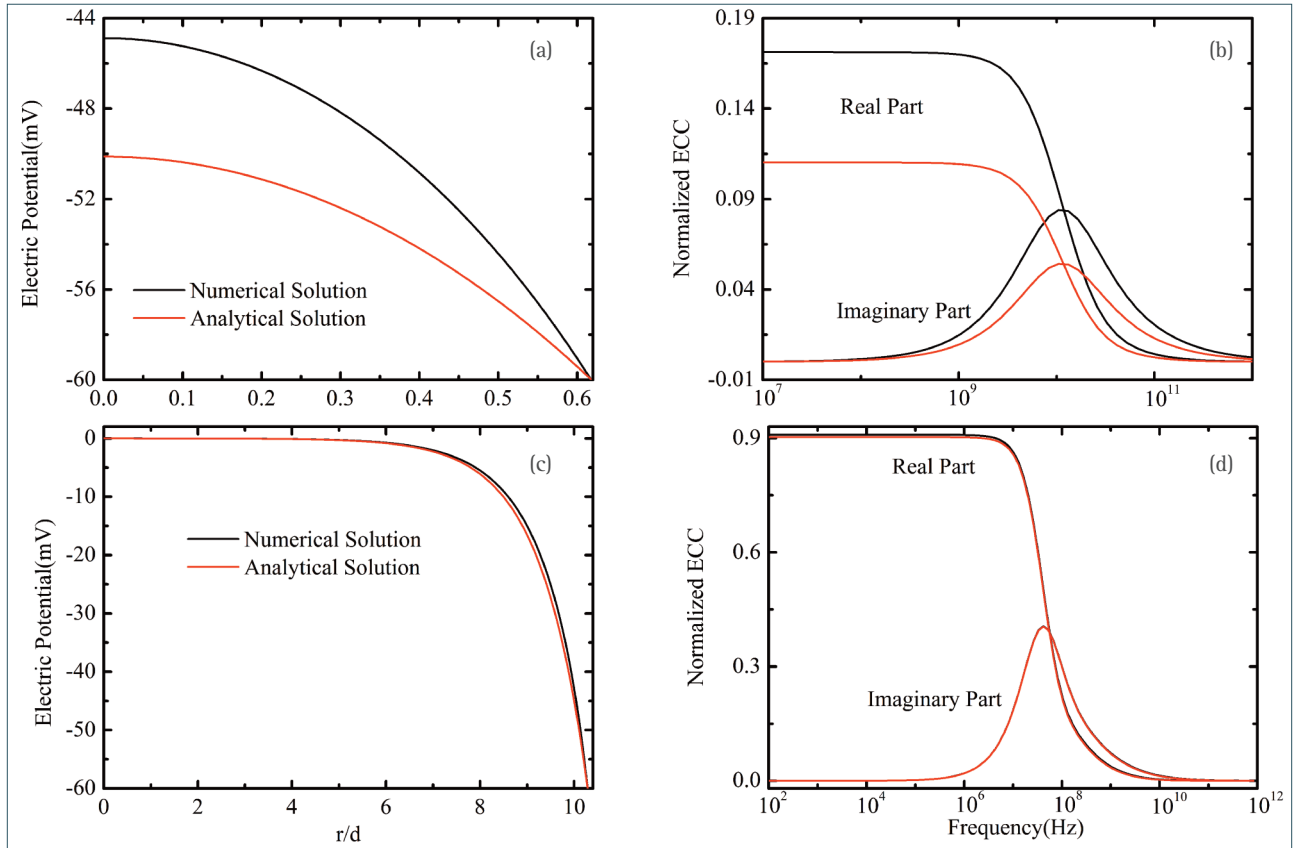 (a)
Electric Potential(mV)
-44
-48
-52
-56
-60
Numerical Solution
Analytical Solution
0.0 0.1 0.2 0.3 0.4 0.5 0.6
(b)
Normalized ECC
0.19
0.14
0.09
0.04
-0.01
Real Part
Imaginary Part
10^7 10^9 10^11
(c)
Electric Potential(mV)
0
-10
-20
-30
-40
-50
-60
Numerical Solution
Analytical Solution
0 2 4 6 8 10
r/d
(d)
Normalized ECC
0.9
0.6
0.3
0.0
Real Part
Imaginary Part
10^2 10^4 10^6 10^8 10^10 10^12
Frequency(Hz)